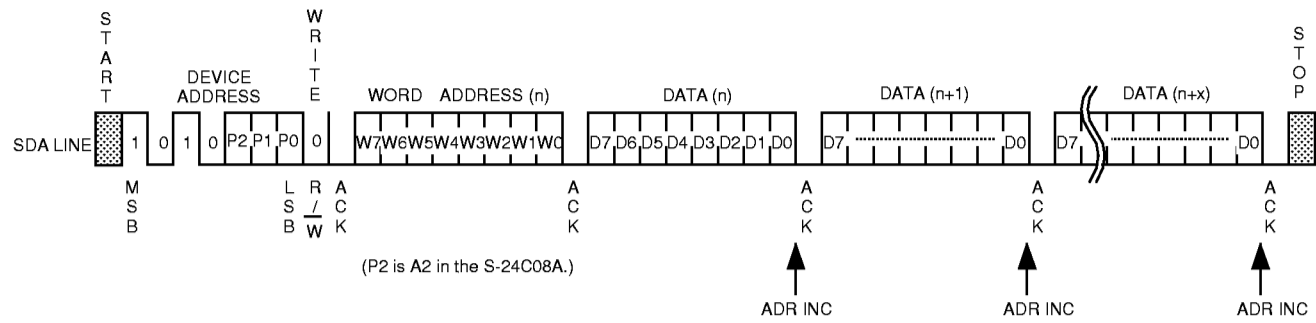 START
WRITE
STOP
DEVICE
ADDRESS
WORD ADDRESS (n)
DATA (n)
DATA (n+1)
DATA (n+x)
SDA LINE
1 0 1 0 P2 P1 P0 0
W7 W6 W5 W4 W3 W2 W1 W0
D7 D6 D5 D4 D3 D2 D1 D0
D7 D0
D7 D0
MSB
LSB
R/W
ACK
ACK
ACK
ACK
ACK
(P2 is A2 in the S-24C08A.)
ADR INC
ADR INC
ADR INC